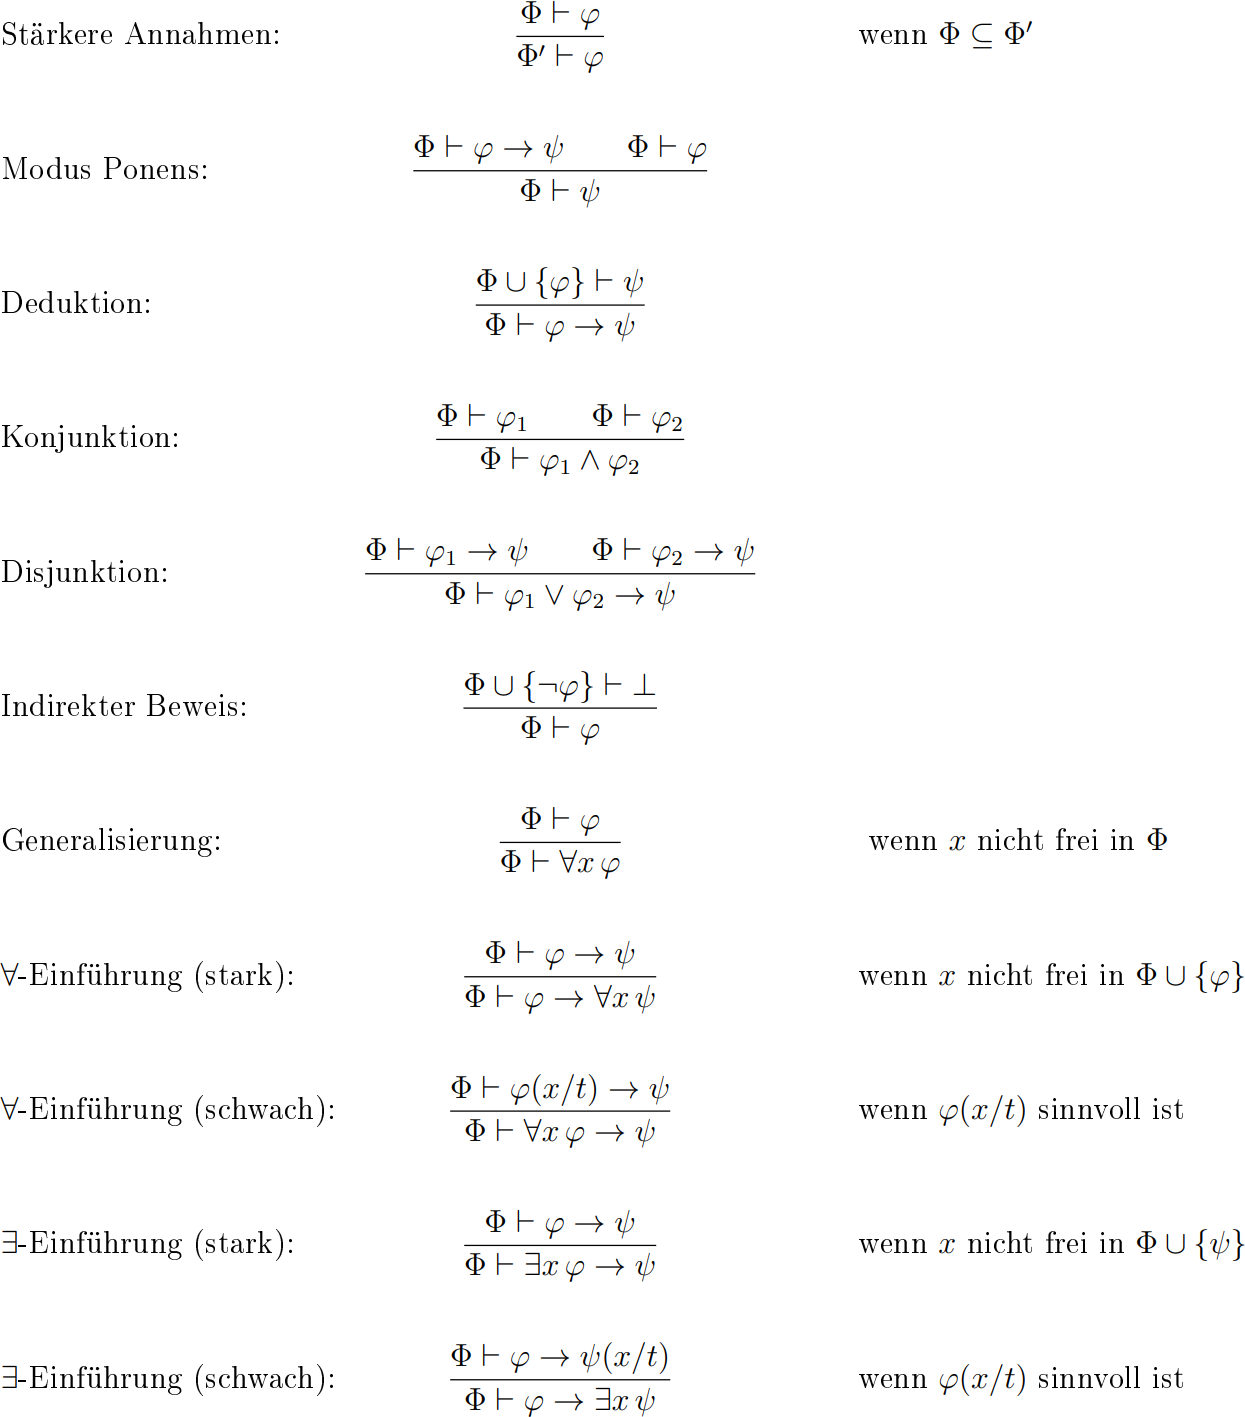 Stärkere Annahmen: Φ ⊢ φ / Φ′ ⊢ φ wenn Φ ⊆ Φ′
Modus Ponens: Φ ⊢ φ → ψ Φ ⊢ φ / Φ ⊢ ψ
Deduktion: Φ ∪ {φ} ⊢ ψ / Φ ⊢ φ → ψ
Konjunktion: Φ ⊢ φ₁ Φ ⊢ φ₂ / Φ ⊢ φ₁ ∧ φ₂
Disjunktion: Φ ⊢ φ₁ → ψ Φ ⊢ φ₂ → ψ / Φ ⊢ φ₁ ∨ φ₂ → ψ
Indirekter Beweis: Φ ∪ {¬φ} ⊢ ⊥ / Φ ⊢ φ
Generalisierung: Φ ⊢ φ / Φ ⊢ ∀x φ wenn x nicht frei in Φ
∀-Einführung (stark): Φ ⊢ φ → ψ / Φ ⊢ φ → ∀x ψ wenn x nicht frei in Φ ∪ {φ}
∀-Einführung (schwach): Φ ⊢ φ(x/t) → ψ / Φ ⊢ ∀x φ → ψ wenn φ(x/t) sinnvoll ist
∃-Einführung (stark): Φ ⊢ φ → ψ / Φ ⊢ ∃x φ → ψ wenn x nicht frei in Φ ∪ {ψ}
∃-Einführung (schwach): Φ ⊢ φ → ψ(x/t) / Φ ⊢ φ → ∃x ψ wenn φ(x/t) sinnvoll ist